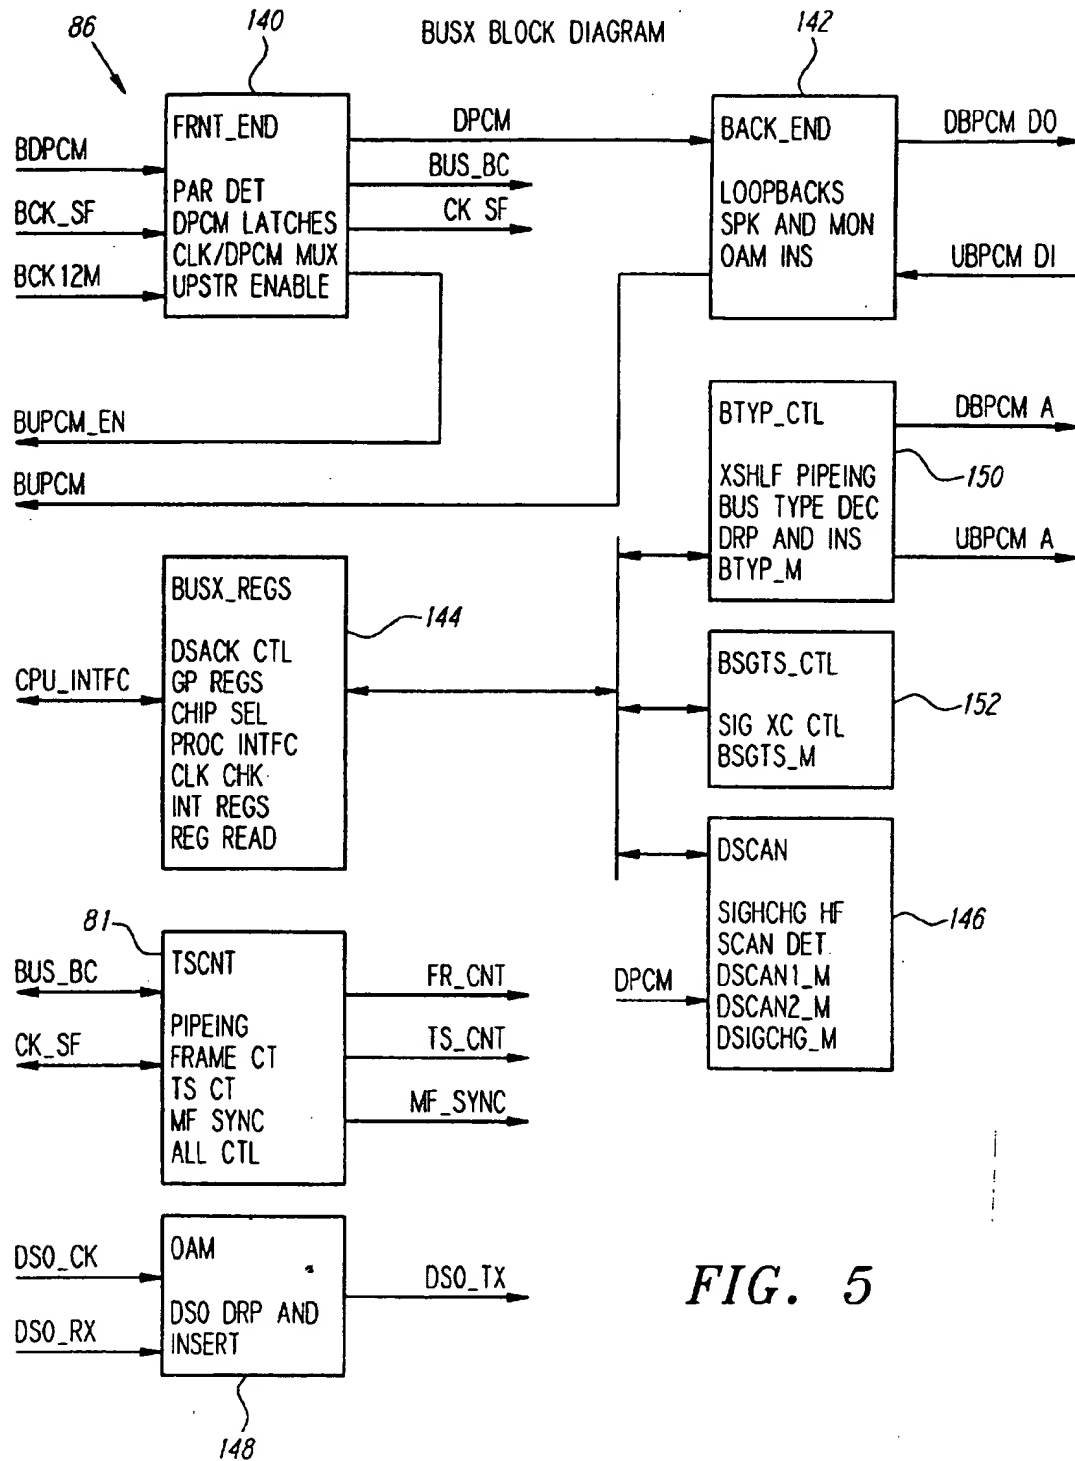 BUSX BLOCK DIAGRAM
86
140
142
FRNT_END
PAR DET
DPCM LATCHES
CLK/DPCM MUX
UPSTR ENABLE
BDPCM
BCK_SF
BCK12M
DPCM
BUS_BC
CK SF
BACK_END
LOOPBACKS
SPK AND MON
OAM INS
DBPCM DO
UBPCM DI
BUPCM_EN
BUPCM
BTYP_CTL
XSHLF PIPEING
BUS TYPE DEC
DRP AND INS
BTYP_M
DBPCM A
150
UBPCM A
BUSX_REGS
DSACK CTL
GP REGS
CHIP SEL
PROC INTFC
CLK CHK
INT REGS
REG READ
144
CPU_INTFC
BSGTS_CTL
SIG XC CTL
BSGTS_M
152
DSCAN
SIGHCHG HF
SCAN DET
DSCAN1_M
DSCAN2_M
DSIGCHG_M
146
DPCM
81
TSCNT
PIPEING
FRAME CT
TS CT
MF SYNC
ALL CTL
BUS_BC
CK_SF
FR_CNT
TS_CNT
MF_SYNC
OAM
DS0 DRP AND
INSERT
DS0_CK
DS0_RX
DS0_TX
148
FIG. 5